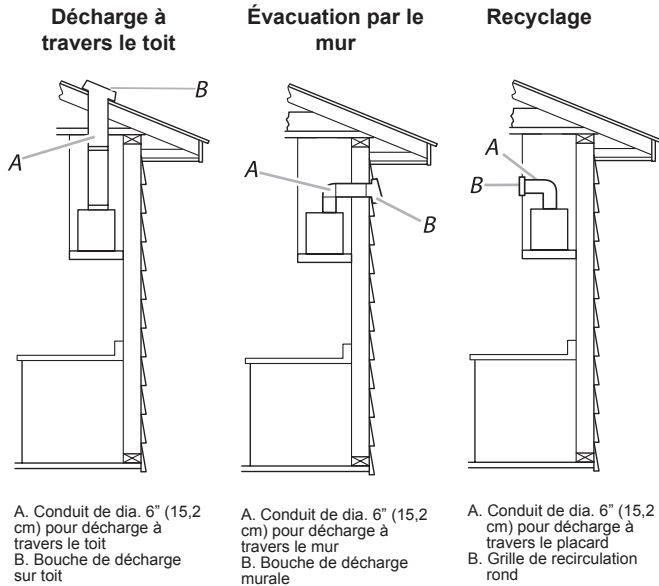 Décharge à
travers le toit
A
B
A. Conduit de dia. 6” (15,2
cm) pour décharge à
travers le toit
B. Bouche de décharge
sur toit
Évacuation par le
mur
A
B
A. Conduit de dia. 6” (15,2
cm) pour décharge à
travers le mur
B. Bouche de décharge
murale
Recyclage
A
B
A. Conduit de dia. 6” (15,2
cm) pour décharge à
travers le placard
B. Grille de recirculation
rond